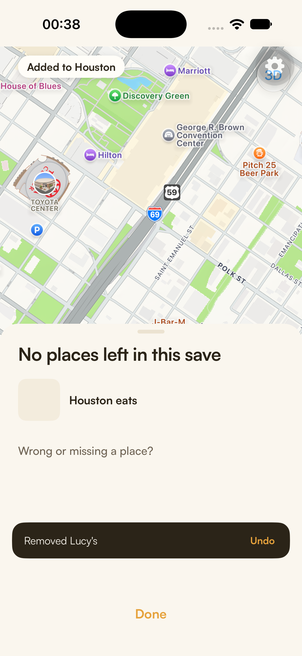 00:38
Added to Houston
Marriott
3D
House of Blues
Discovery Green
George R. Brown
Convention
Center
Hilton
Pitch 25
Beer Park
TOYOTA
CENTER
59
69
P
SAINT-EMANUEL ST
POLK ST
EMANCIPAT
DALLAS ST
J-Bar-M
No places left in this save
Houston eats
Wrong or missing a place?
Removed Lucy's
Undo
Done